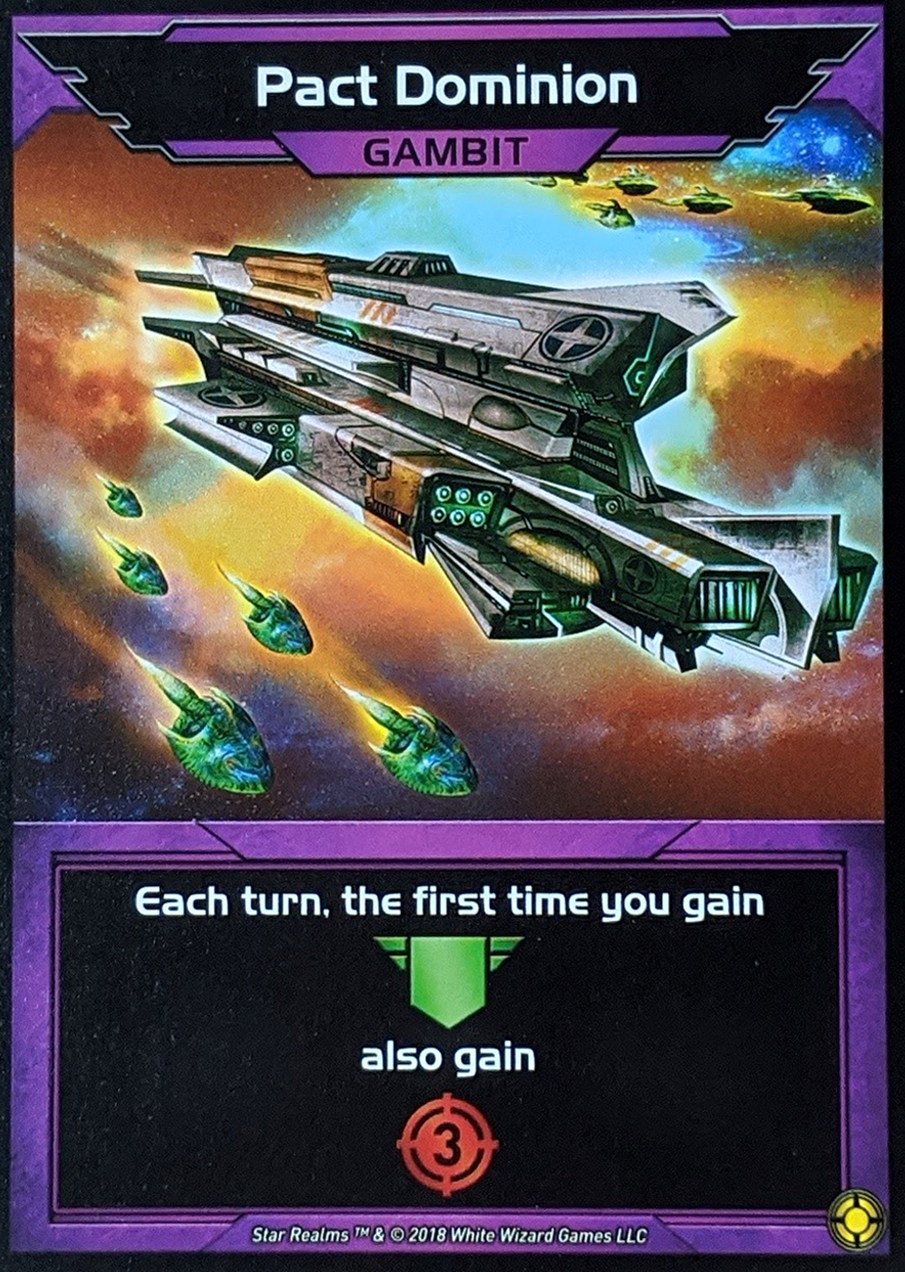 Pact Dominion
GAMBIT
Each turn, the first time you gain
also gain
3
Star Realms ™ & © 2018 White Wizard Games LLC